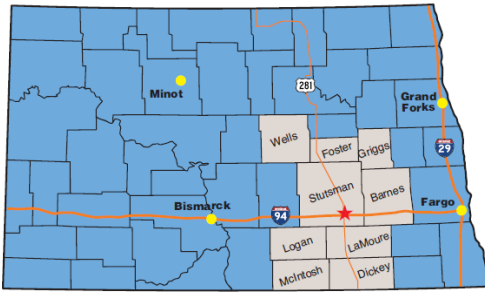 281
Minot
Grand
Forks
Wells
Foster
Griggs
29
Stutsman
Barnes
Bismarck
94
Fargo
Logan
LaMoure
McIntosh
Dickey